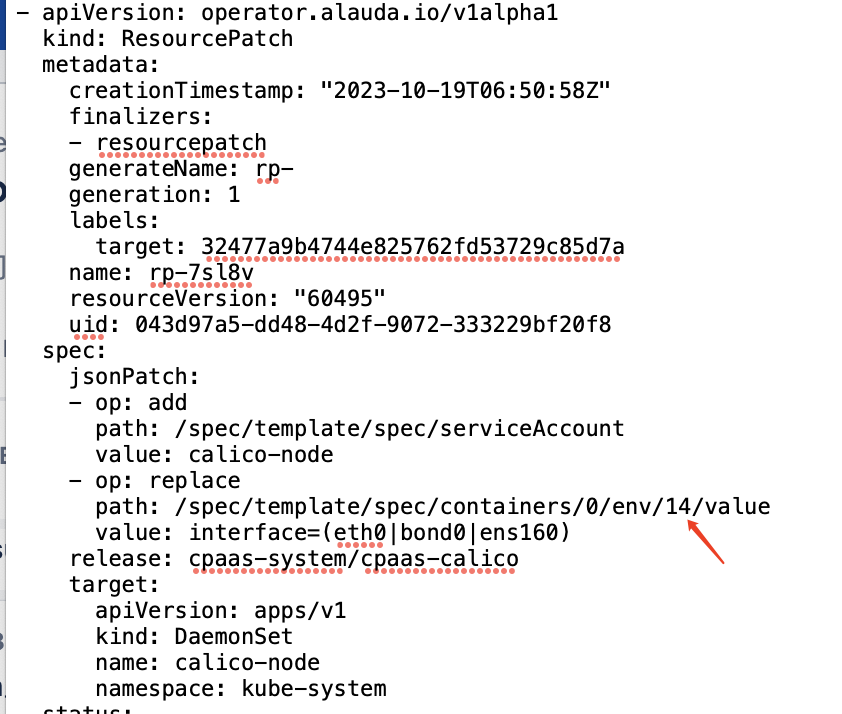 - apiVersion: operator.alauda.io/v1alpha1
  kind: ResourcePatch
  metadata:
    creationTimestamp: "2023-10-19T06:50:58Z"
    finalizers:
    - resourcepatch
    generateName: rp-
    generation: 1
    labels:
      target: 32477a9b4744e825762fd53729c85d7a
    name: rp-7sl8v
    resourceVersion: "60495"
    uid: 043d97a5-dd48-4d2f-9072-333229bf20f8
  spec:
    jsonPatch:
    - op: add
      path: /spec/template/spec/serviceAccount
      value: calico-node
    - op: replace
      path: /spec/template/spec/containers/0/env/14/value
      value: interface=(eth0|bond0|ens160)
    release: cpaas-system/cpaas-calico
    target:
      apiVersion: apps/v1
      kind: DaemonSet
      name: calico-node
      namespace: kube-system
  status: